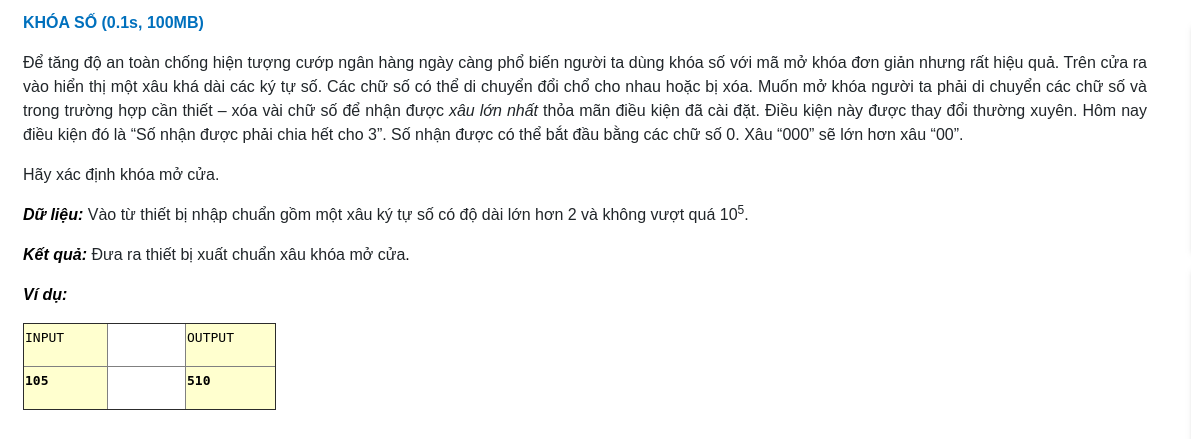 KHÓA SỐ (0.1s, 100MB)
Để tăng độ an toàn chống hiện tượng cướp ngân hàng ngày càng phổ biến người ta dùng khóa số với mã mở khóa đơn giản nhưng rất hiệu quả. Trên cửa ra
vào hiển thị một xâu khá dài các ký tự số. Các chữ số có thể di chuyển đổi chổ cho nhau hoặc bị xóa. Muốn mở khóa người ta phải di chuyển các chữ số và
trong trường hợp cần thiết – xóa vài chữ số để nhận được xâu lớn nhất thỏa mãn điều kiện đã cài đặt. Điều kiện này được thay đổi thường xuyên. Hôm nay
điều kiện đó là “Số nhận được phải chia hết cho 3”. Số nhận được có thể bắt đầu bằng các chữ số 0. Xâu “000” sẽ lớn hơn xâu “00”.
Hãy xác định khóa mở cửa.
Dữ liệu: Vào từ thiết bị nhập chuẩn gồm một xâu ký tự số có độ dài lớn hơn 2 và không vượt quá 10⁵.
Kết quả: Đưa ra thiết bị xuất chuẩn xâu khóa mở cửa.
Ví dụ:
INPUT OUTPUT
105 510